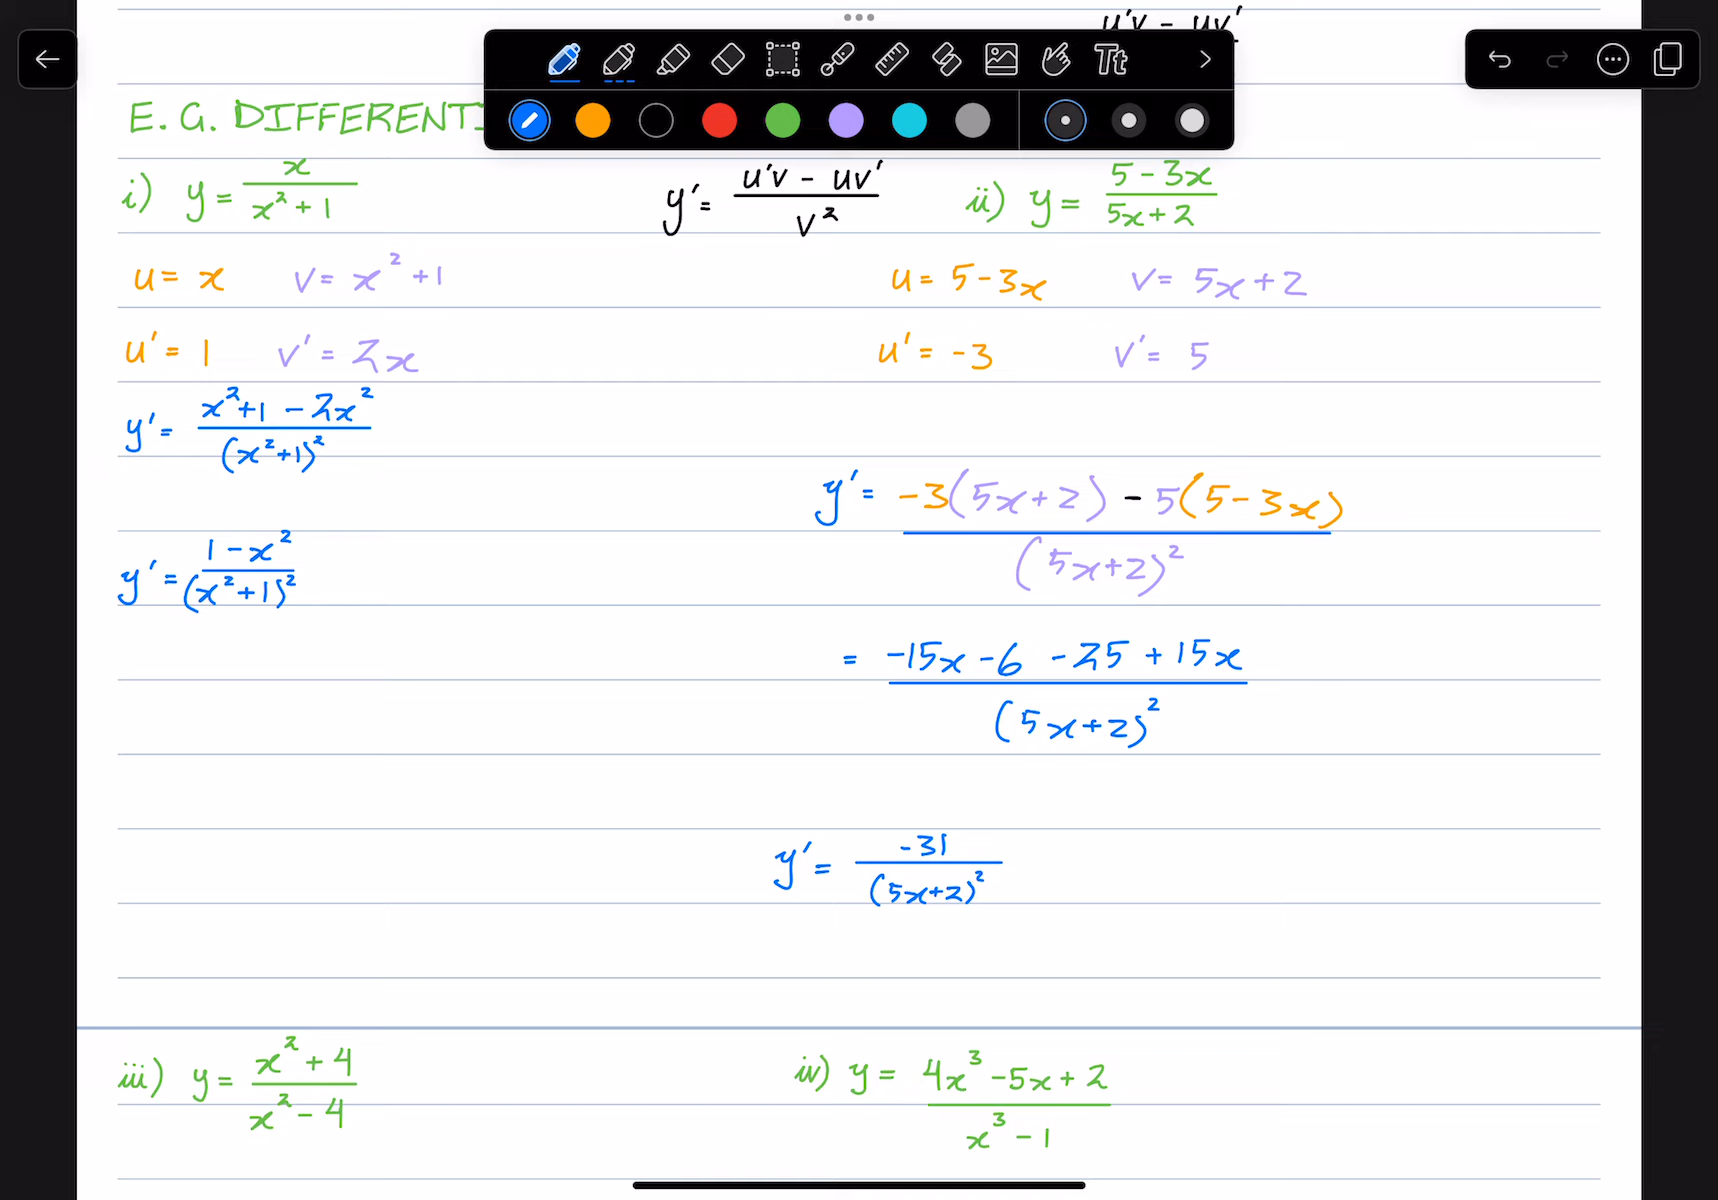 u'v - uv'
E. G. DIFFERENT
i) y = x / (x² + 1)
y' = (u'v - uv') / v²
ii) y = (5 - 3x) / (5x + 2)
u = x v = x² + 1
u = 5 - 3x v = 5x + 2
u' = 1 v' = 2x
u' = -3 v' = 5
y' = (x² + 1 - 2x²) / (x² + 1)²
y' = (-3(5x + 2) - 5(5 - 3x)) / (5x + 2)²
y' = (1 - x²) / (x² + 1)²
= (-15x - 6 - 25 + 15x) / (5x + 2)²
y' = -31 / (5x + 2)²
iii) y = (x² + 4) / (x² - 4)
iv) y = (4x³ - 5x + 2) / (x³ - 1)
Tt